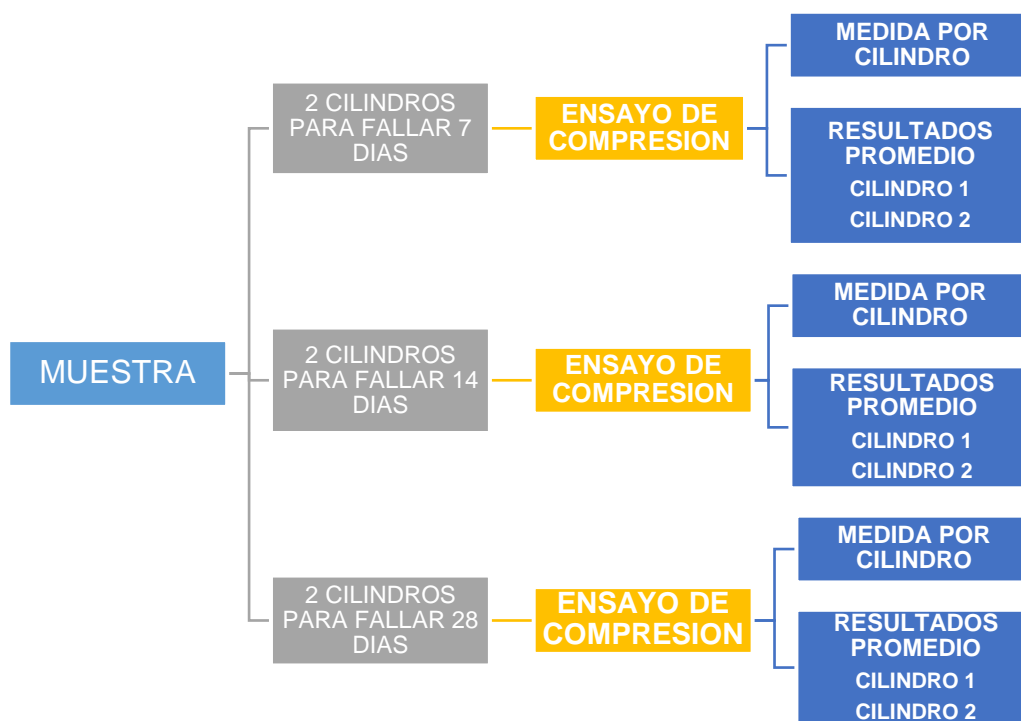 MUESTRA
2 CILINDROS
PARA FALLAR 7
DIAS
ENSAYO DE
COMPRESION
MEDIDA POR
CILINDRO
RESULTADOS
PROMEDIO
CILINDRO 1
CILINDRO 2
2 CILINDROS
PARA FALLAR 14
DIAS
ENSAYO DE
COMPRESION
MEDIDA POR
CILINDRO
RESULTADOS
PROMEDIO
CILINDRO 1
CILINDRO 2
2 CILINDROS
PARA FALLAR 28
DIAS
ENSAYO DE
COMPRESION
MEDIDA POR
CILINDRO
RESULTADOS
PROMEDIO
CILINDRO 1
CILINDRO 2